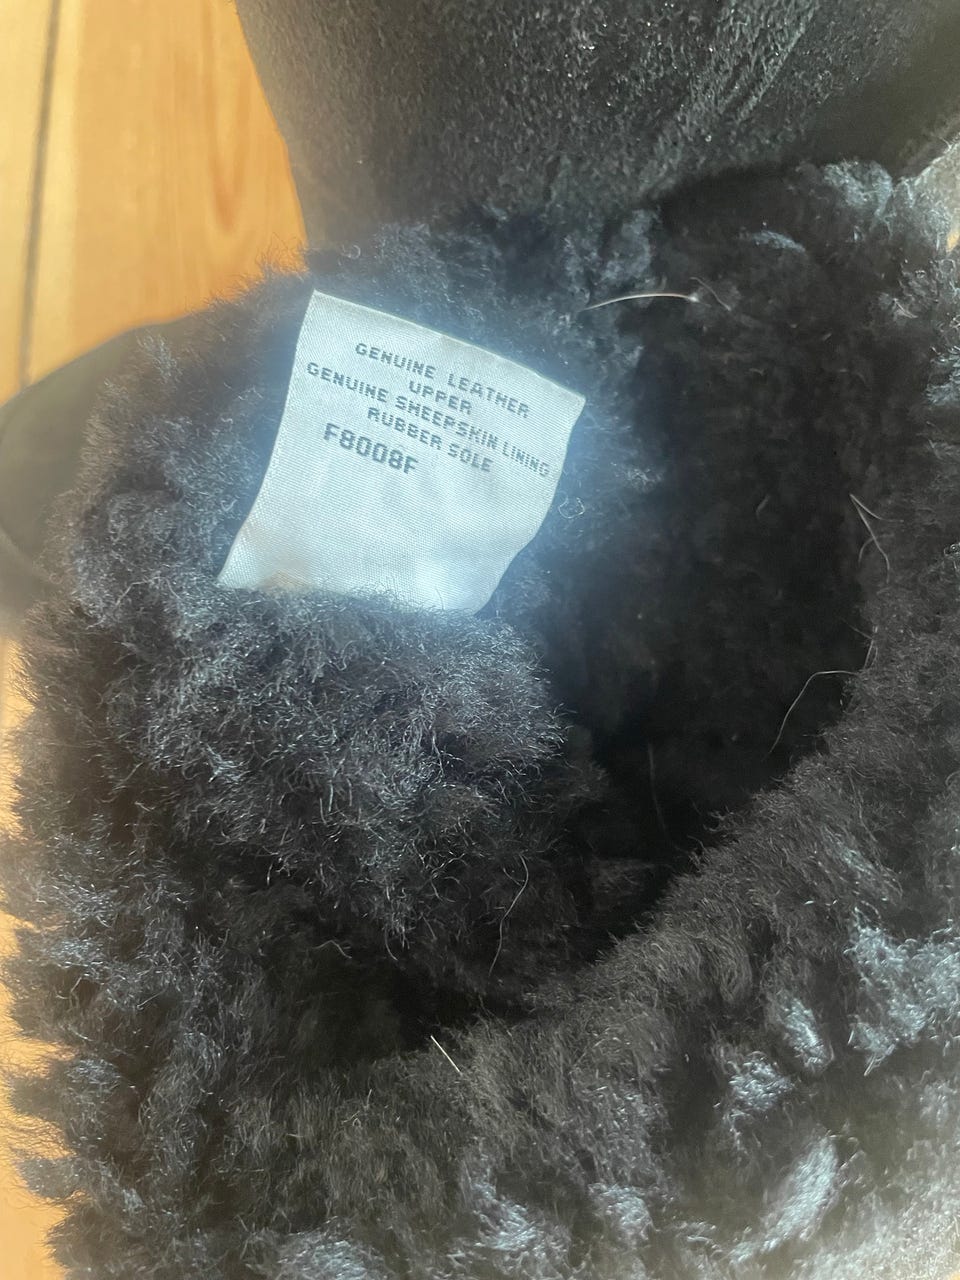 GENUINE LEATHER
UPPER
GENUINE SHEEPSKIN LINING
RUBBER SOLE
F8008F